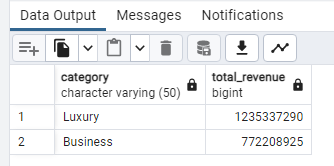 Data Output Messages Notifications
category total_revenue
character varying (50) bigint
1 Luxury 1235337290
2 Business 772208925